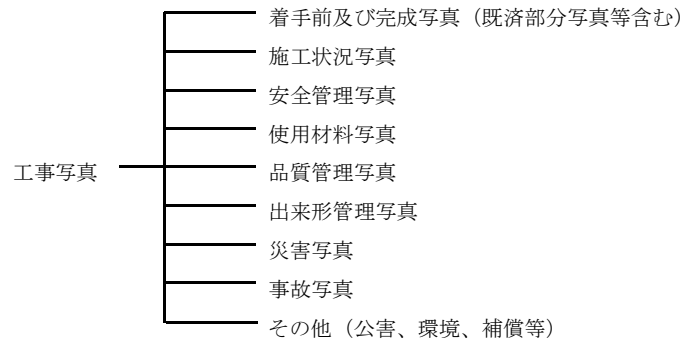 着手前及び完成写真（既済部分写真等含む）
施工状況写真
安全管理写真
使用材料写真
工事写真
品質管理写真
出来形管理写真
災害写真
事故写真
その他（公害、環境、補償等）